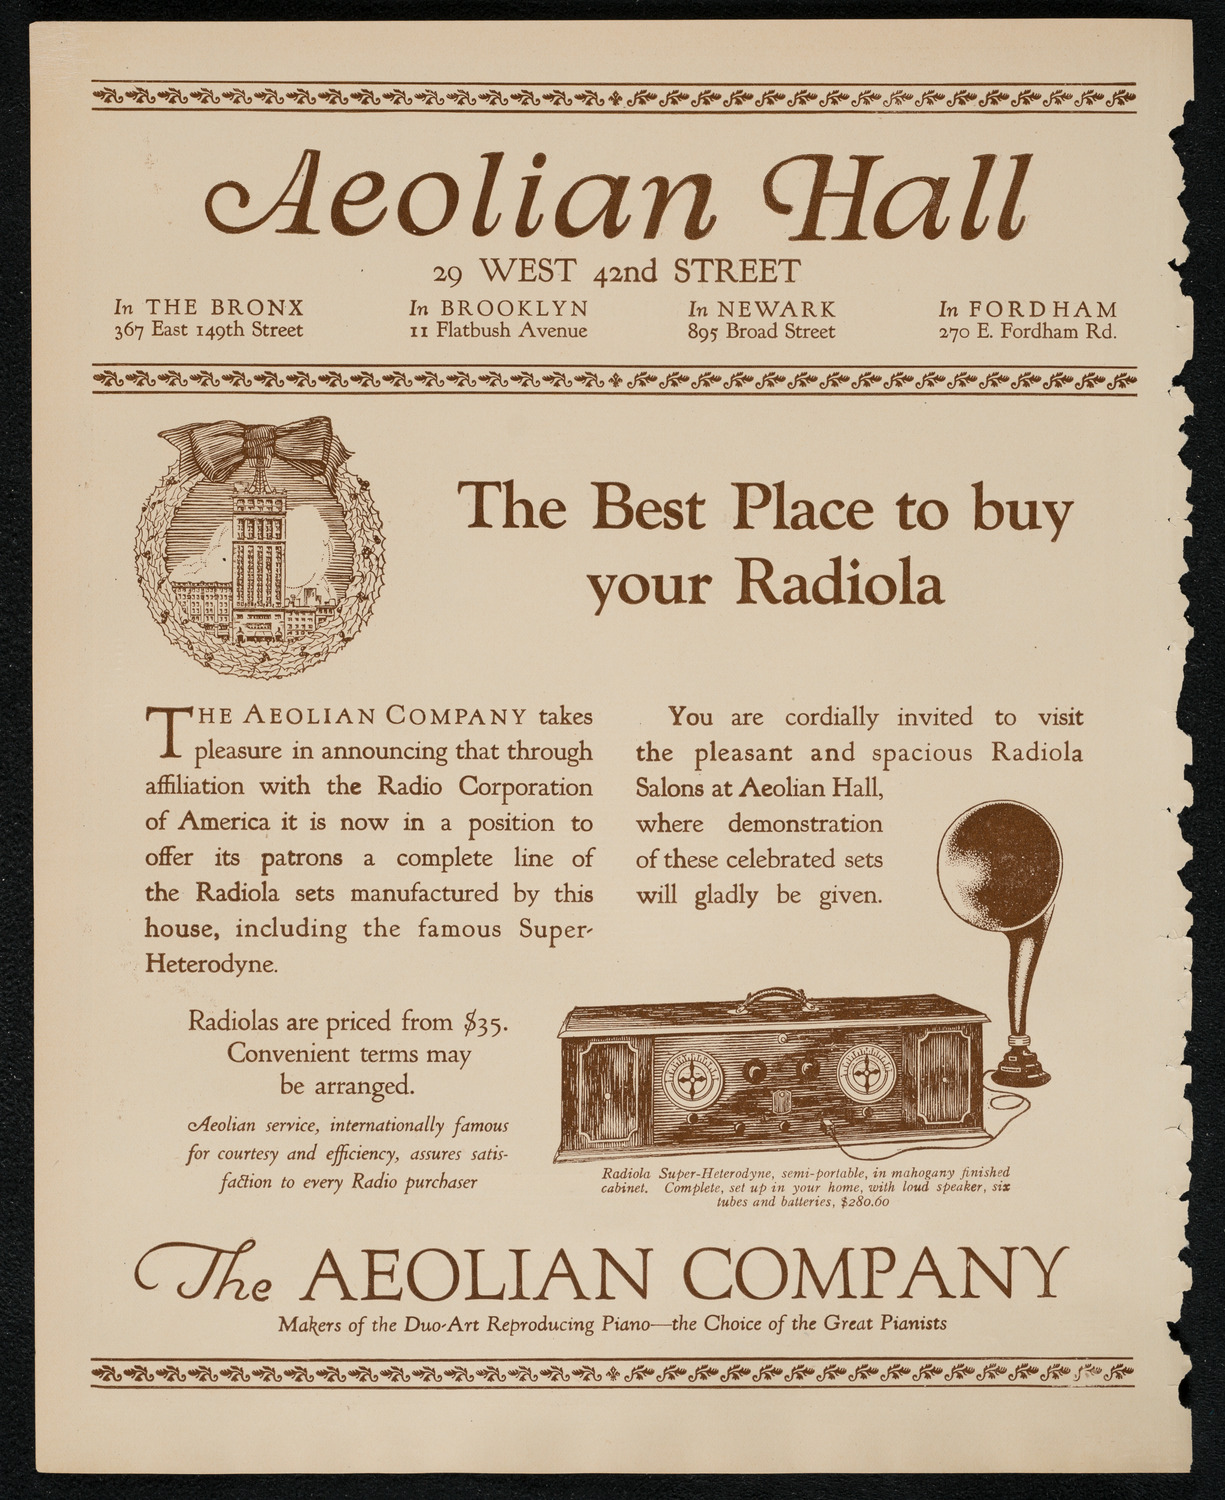 Aeolian Hall
29 WEST 42nd STREET
In THE BRONX
367 East 149th Street
In BROOKLYN
11 Flatbush Avenue
In NEWARK
895 Broad Street
In FORDHAM
270 E. Fordham Rd.
The Best Place to buy
your Radiola
THE AEOLIAN COMPANY takes
pleasure in announcing that through
affiliation with the Radio Corporation
of America it is now in a position to
offer its patrons a complete line of
the Radiola sets manufactured by this
house, including the famous Super-
Heterodyne.
Radiolas are priced from $35.
Convenient terms may
be arranged.
Aeolian service, internationally famous
for courtesy and efficiency, assures satis-
faction to every Radio purchaser
You are cordially invited to visit
the pleasant and spacious Radiola
Salons at Aeolian Hall,
where demonstration
of these celebrated sets
will gladly be given.
Radiola Super-Heterodyne, semi-portable, in mahogany finished
cabinet. Complete, set up in your home, with loud speaker, six
tubes and batteries, $280.60
The AEOLIAN COMPANY
Makers of the Duo-Art Reproducing Piano—the Choice of the Great Pianists